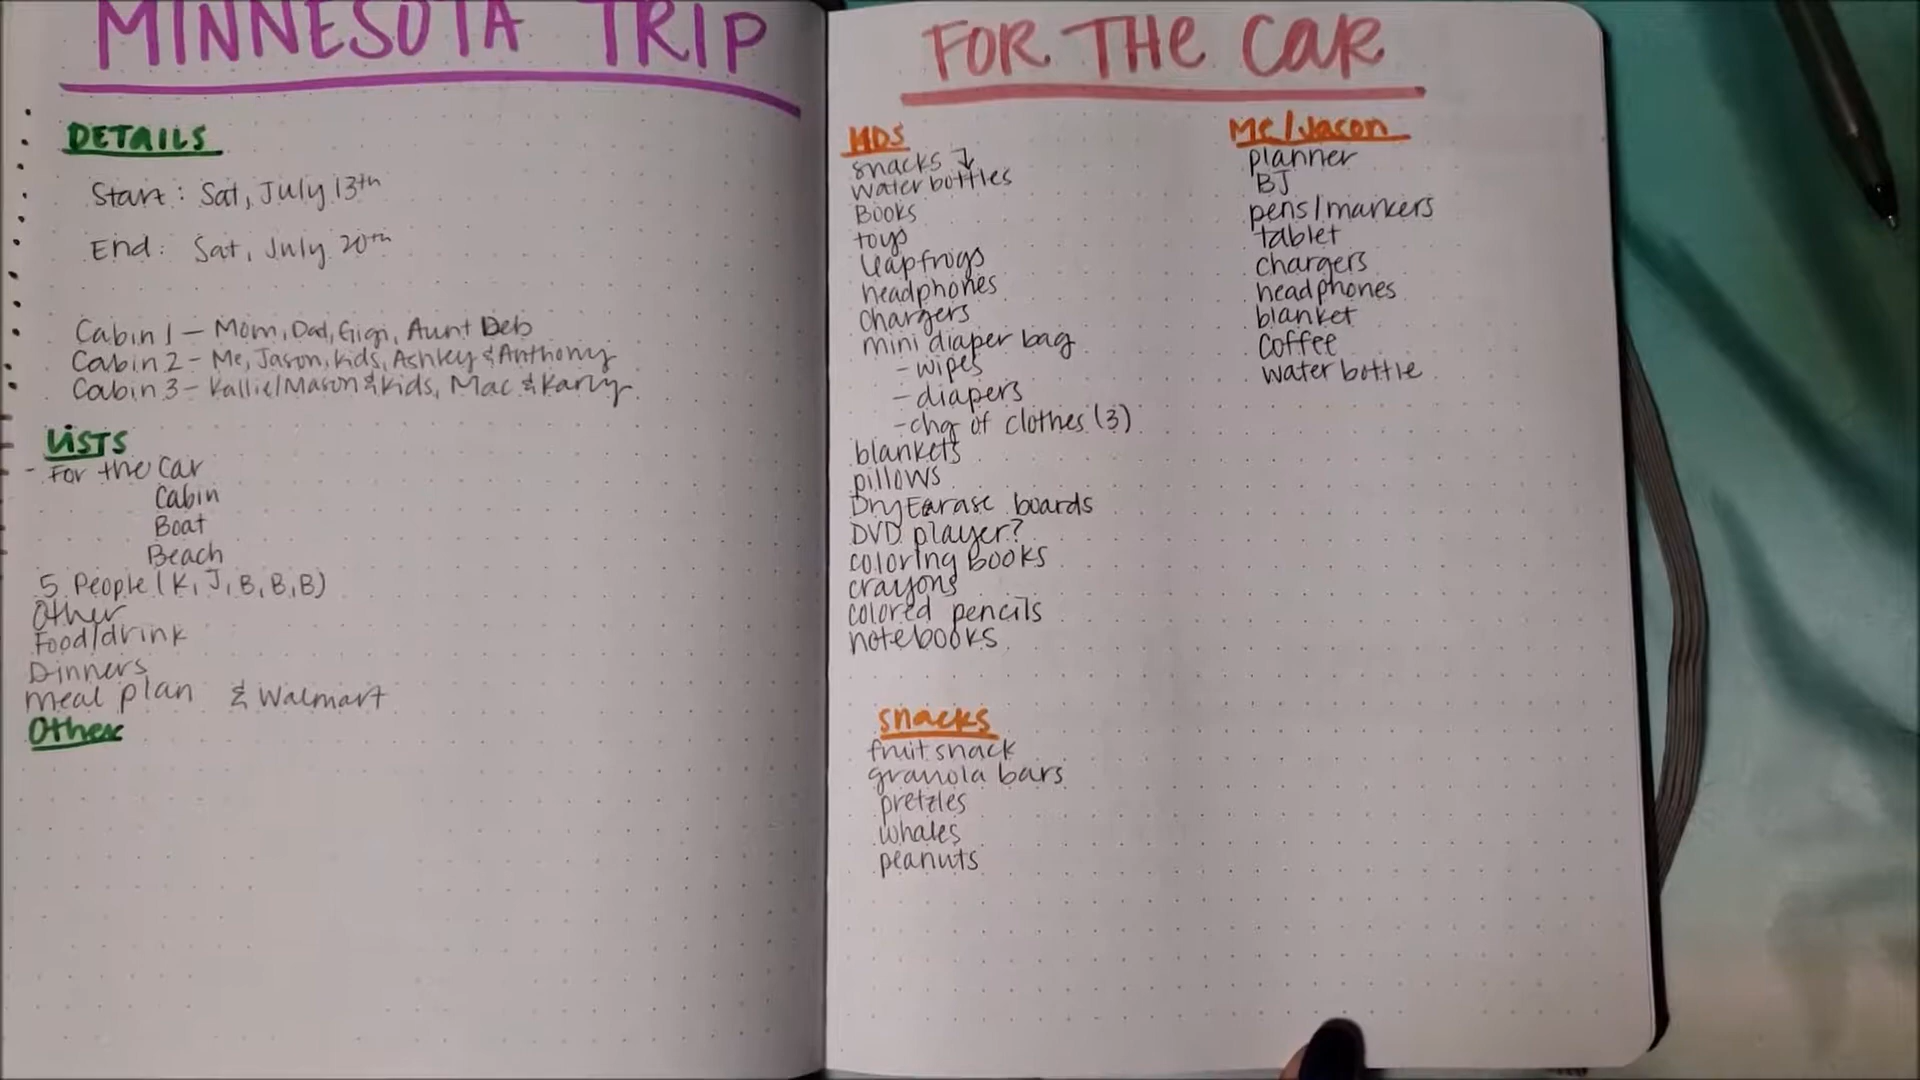 MINNESOTA TRIP
DETAILS
Start: Sat, July 13th
End: Sat, July 20th
Cabin 1 - Mom, Dad, Gigi, Aunt Deb
Cabin 2 - Me, Jason, kids, Ashley & Anthony
Cabin 3 - Kallie/Mason & kids, Mac & Karly
LISTS
- For the car
Cabin
Boat
Beach
5 People (K, J, B, B, B)
Other
Food/drink
Dinners
meal plan & Walmart
Other
FOR THE CAR
KIDS
snacks ↴
water bottles
Books
toys
leapfrogs
headphones
chargers
mini diaper bag
- wipes
- diapers
- chg of clothes (3)
blankets
pillows
Dry Erase boards
DVD player?
coloring books
crayons
colored pencils
notebooks
snacks
fruit snack
granola bars
pretzles
whales
peanuts
Me/Jason
planner
BJ
pens/markers
tablet
chargers
headphones
blanket
coffee
water bottle